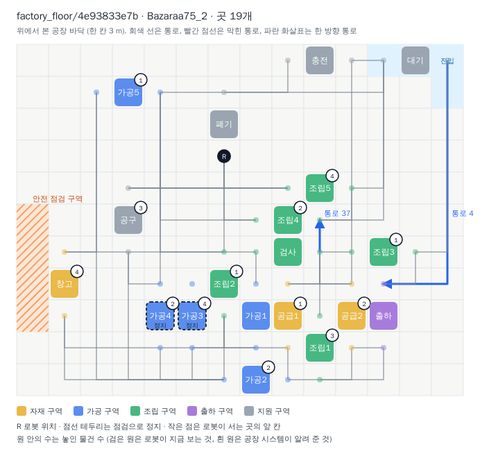 factory_floor/4e93833e7b · Bazaraa75_2 · 곳 19개
위에서 본 공장 바닥 (한 칸 3 m). 회색 선은 통로, 빨간 점선은 막힌 통로, 파란 화살표는 한 방향 통로
충전
대기
가공5
1
폐기
R
조립5
4
안전 점검 구역
공구
3
조립4
2
통로 37
통로 4
검사
조립3
1
창고
4
조립2
1
가공4
2
정지
가공3
4
정지
가공1
공급1
1
공급2
2
출하
조립1
3
가공2
1
자재 구역
가공 구역
조립 구역
출하 구역
지원 구역
R 로봇 위치 · 점선 테두리는 점검으로 정지 · 작은 점은 로봇이 서는 곳의 앞 칸
원 안의 수는 놓인 물건 수 (검은 원은 로봇이 지금 보는 것, 흰 원은 공장 시스템이 알려 준 것)